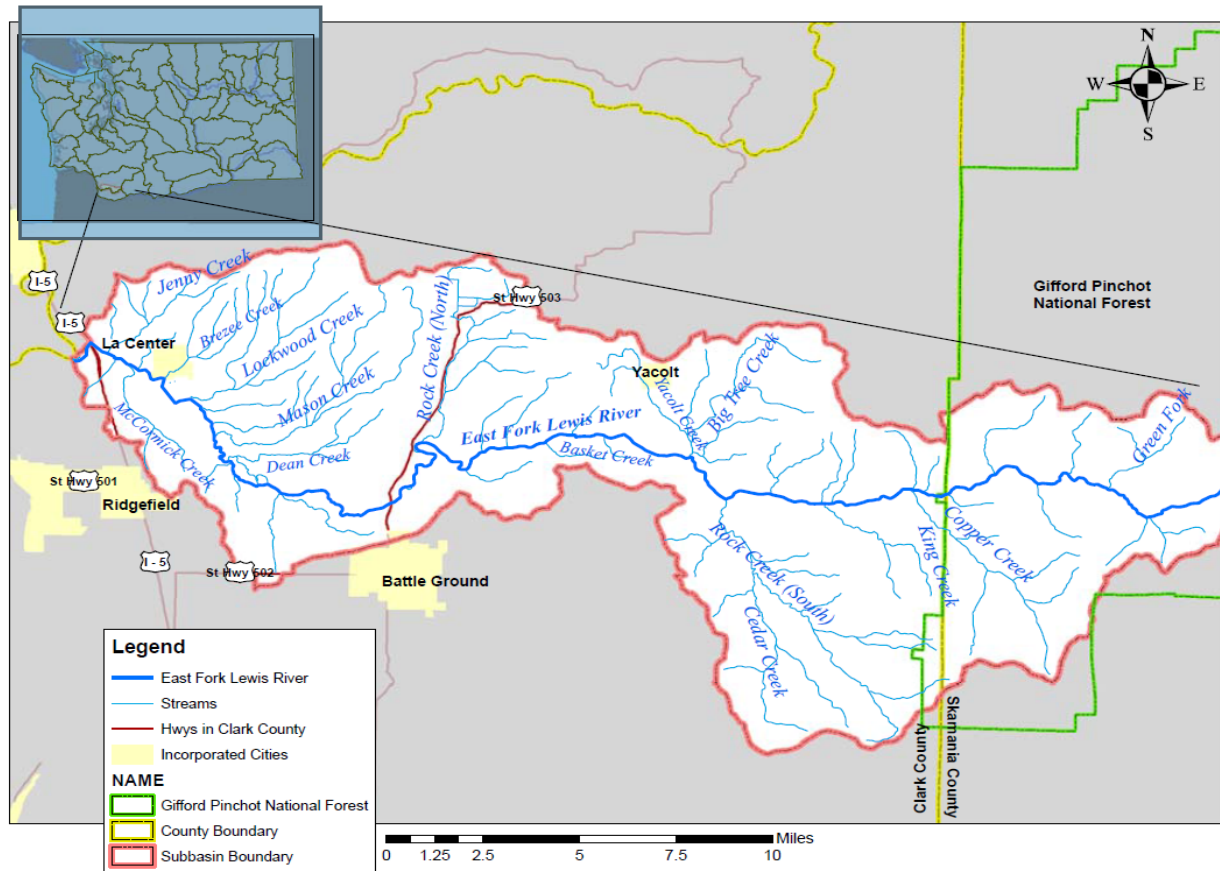 N
W
E
S
I-5
I-5
Jenny Creek
St Hwy 503
Gifford Pinchot
National Forest
Brezee Creek
La Center
Lockwood Creek
Rock Creek (North)
Yacolt
Big Tree Creek
Mason Creek
Yacolt Creek
McCormick Creek
East Fork Lewis River
Green Fork
Dean Creek
Basket Creek
St Hwy 501
Ridgefield
Copper Creek
King Creek
Rock Creek (South)
I - 5
St Hwy 502
Battle Ground
Cedar Creek
Clark County
Skamania County
Legend
East Fork Lewis River
Streams
Hwys in Clark County
Incorporated Cities
NAME
Gifford Pinchot National Forest
County Boundary
Subbasin Boundary
Miles
0 1.25 2.5 5 7.5 10